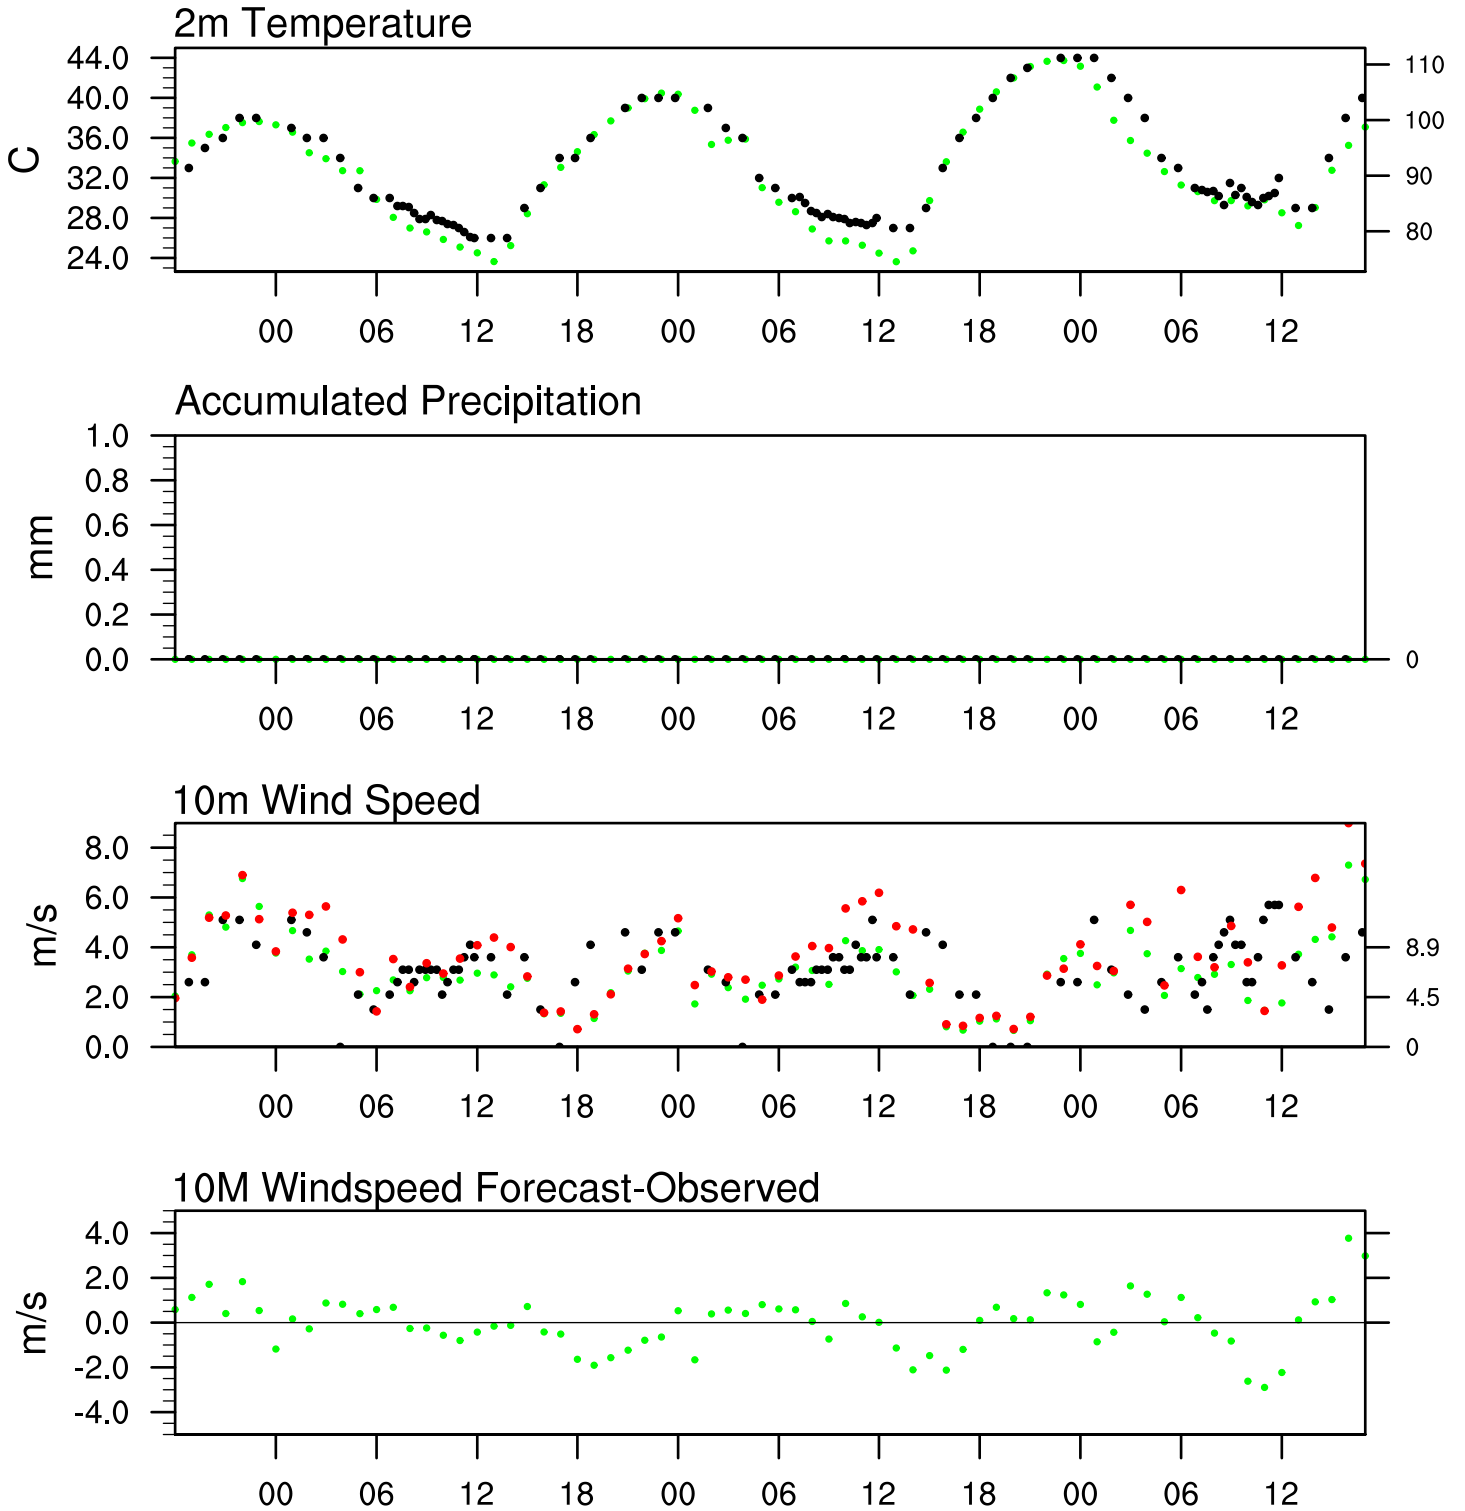 2m Temperature
44.0
40.0
36.0
32.0
28.0
24.0
C
110
100
90
80
00 06 12 18 00 06 12 18 00 06 12
Accumulated Precipitation
1.0
0.8
0.6
0.4
0.2
0.0
mm
0
00 06 12 18 00 06 12 18 00 06 12
10m Wind Speed
8.0
6.0
4.0
2.0
0.0
m/s
8.9
4.5
0
00 06 12 18 00 06 12 18 00 06 12
10M Windspeed Forecast-Observed
4.0
2.0
0.0
-2.0
-4.0
m/s
00 06 12 18 00 06 12 18 00 06 12